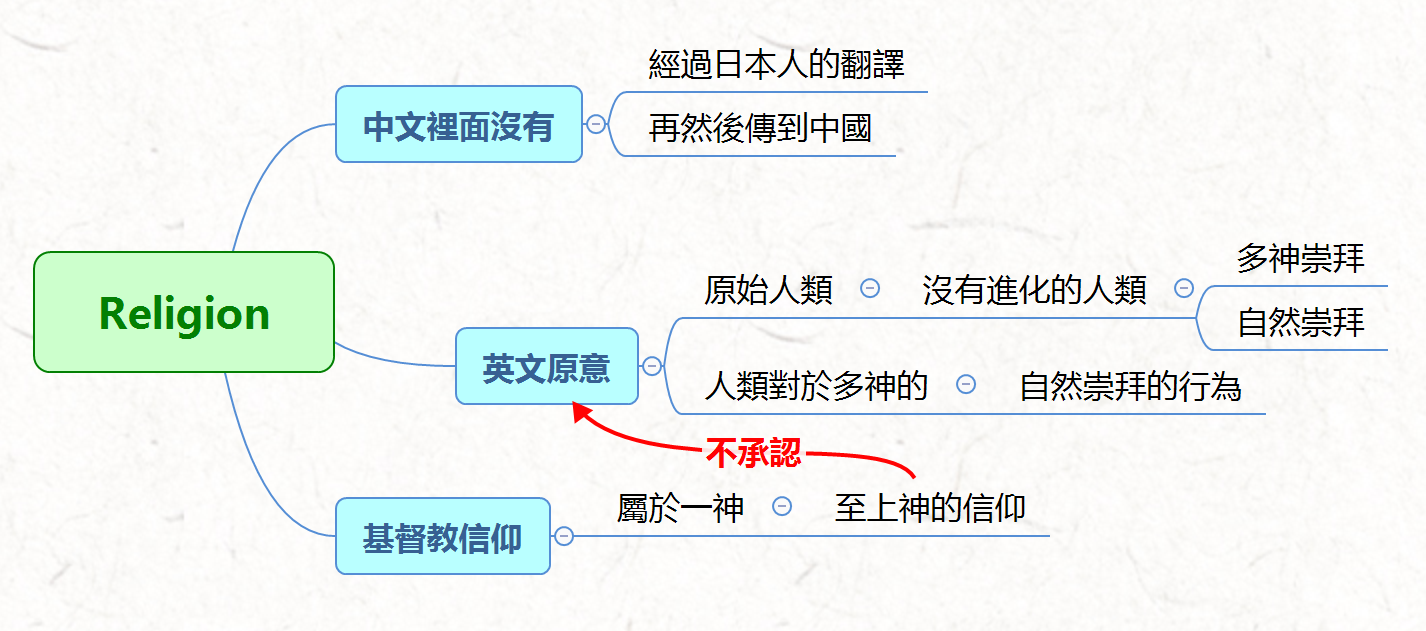 Religion
中文裡面沒有
經過日本人的翻譯
再然後傳到中國
英文原意
原始人類
沒有進化的人類
多神崇拜
自然崇拜
人類對於多神的
自然崇拜的行為
不承認
基督教信仰
屬於一神
至上神的信仰